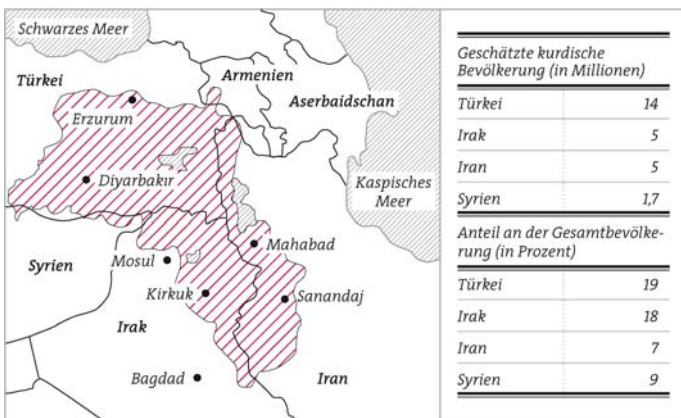 Schwarzes Meer
Türkei
Armenien
Aserbaidschan
Erzurum
Diyarbakır
Kaspisches
Meer
Mahabad
Syrien
Mosul
Kirkuk
Sanandaj
Irak
Bagdad
Iran
Geschätzte kurdische
Bevölkerung (in Millionen)
Türkei 14
Irak 5
Iran 5
Syrien 1,7
Anteil an der Gesamtbevölke-
rung (in Prozent)
Türkei 19
Irak 18
Iran 7
Syrien 9